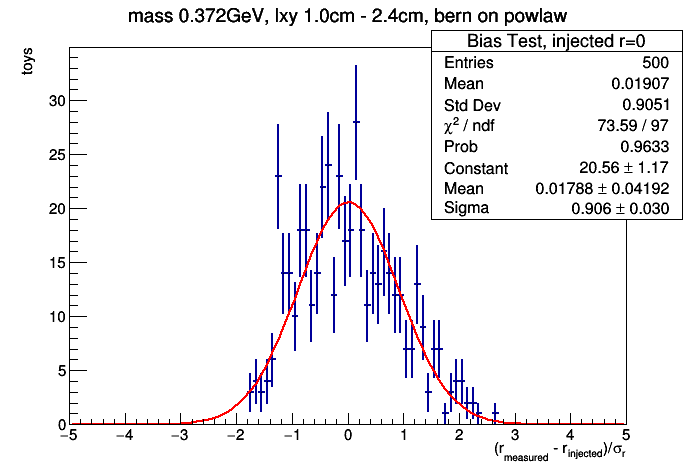 mass 0.372GeV, lxy 1.0cm - 2.4cm, bern on powlaw
Bias Test, injected r=0
Entries 500
Mean 0.01907
Std Dev 0.9051
χ² / ndf 73.59 / 97
Prob 0.9633
Constant 20.56 ± 1.17
Mean 0.01788 ± 0.04192
Sigma 0.906 ± 0.030
toys
30
25
20
15
10
5
0
−5 −4 −3 −2 −1 0 1 2 3 4 5
(r_measured - r_injected)/σ_r